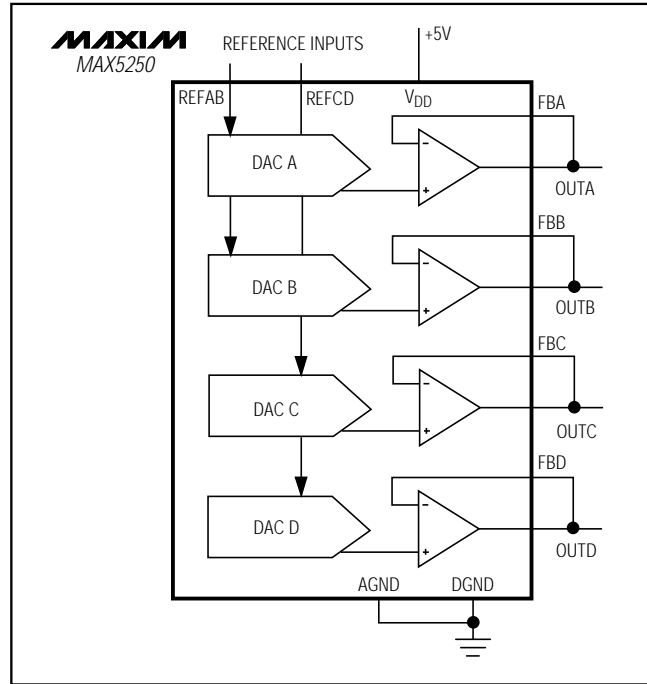 MAXIM
MAX5250
REFERENCE INPUTS
+5V
REFAB
REFCD
VDD
FBA
DAC A
-
+
OUTA
FBB
DAC B
-
+
OUTB
FBC
DAC C
-
+
OUTC
FBD
DAC D
-
+
OUTD
AGND
DGND